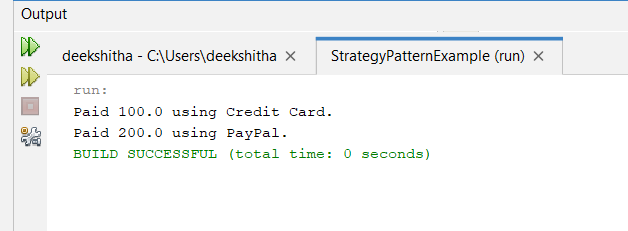 Output
deekshitha - C:\Users\deekshitha
StrategyPatternExample (run)
run:
Paid 100.0 using Credit Card.
Paid 200.0 using PayPal.
BUILD SUCCESSFUL (total time: 0 seconds)